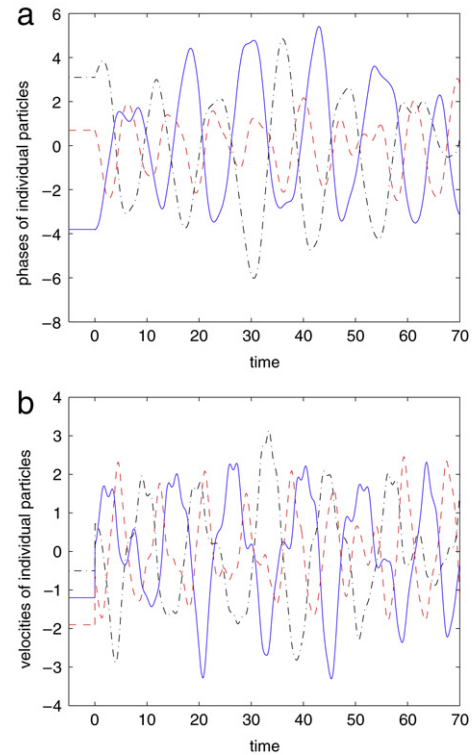 a
phases of individual particles
6
4
2
0
−2
−4
−6
−8
0 10 20 30 40 50 60 70
time
b
velocities of individual particles
4
3
2
1
0
−1
−2
−3
−4
0 10 20 30 40 50 60 70
time